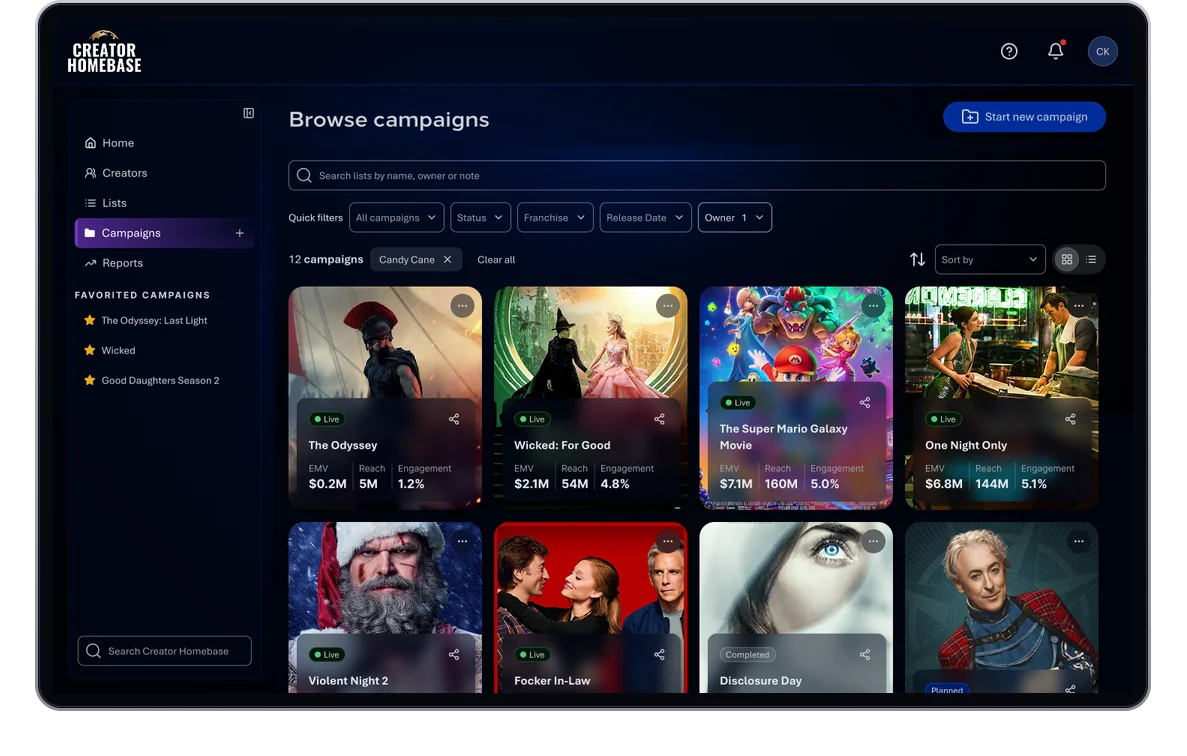 CREATOR
HOMEBASE
CK
Home
Creators
Lists
Campaigns
Reports
FAVORITED CAMPAIGNS
The Odyssey: Last Light
Wicked
Good Daughters Season 2
Search Creator Homebase
Browse campaigns
Start new campaign
Search lists by name, owner or note
Quick filters All campaigns Status Franchise Release Date Owner 1
12 campaigns Candy Cane Clear all
Sort by
Live
The Odyssey
EMV Reach Engagement
$0.2M 5M 1.2%
Live
Wicked: For Good
EMV Reach Engagement
$2.1M 54M 4.8%
Live
The Super Mario Galaxy
Movie
EMV Reach Engagement
$7.1M 160M 5.0%
Live
One Night Only
EMV Reach Engagement
$6.8M 144M 5.1%
Live
Violent Night 2
Live
Focker In-Law
Completed
Disclosure Day
Planned